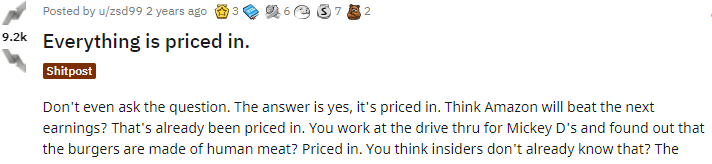 Posted by u/zsd99 2 years ago 3 6 7 2
9.2k
Everything is priced in.
Shitpost
Don't even ask the question. The answer is yes, it's priced in. Think Amazon will beat the next
earnings? That's already been priced in. You work at the drive thru for Mickey D's and found out that
the burgers are made of human meat? Priced in. You think insiders don't already know that? The